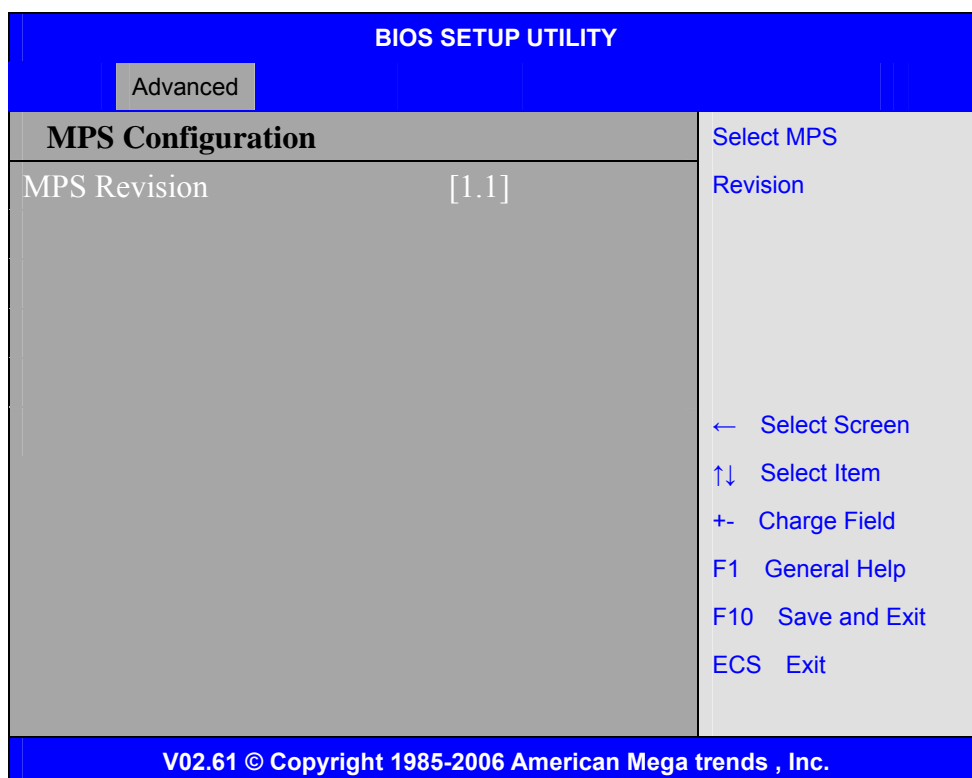 BIOS SETUP UTILITY
Advanced
MPS Configuration
MPS Revision [1.1]
Select MPS
Revision
← Select Screen
↑↓ Select Item
+- Charge Field
F1 General Help
F10 Save and Exit
ECS Exit
V02.61 © Copyright 1985-2006 American Mega trends , Inc.